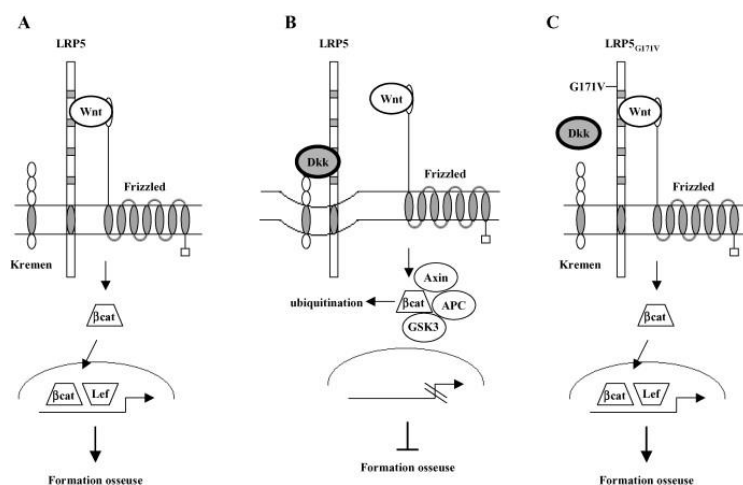 A
LRP5
Wnt
Frizzled
Kremen
βcat
βcat Lef
Formation osseuse
B
LRP5
Wnt
Dkk
Frizzled
Axin
ubiquitination βcat APC
GSK3
Formation osseuse
C
LRP5G171V
G171V
Wnt
Dkk
Frizzled
Kremen
βcat
βcat Lef
Formation osseuse